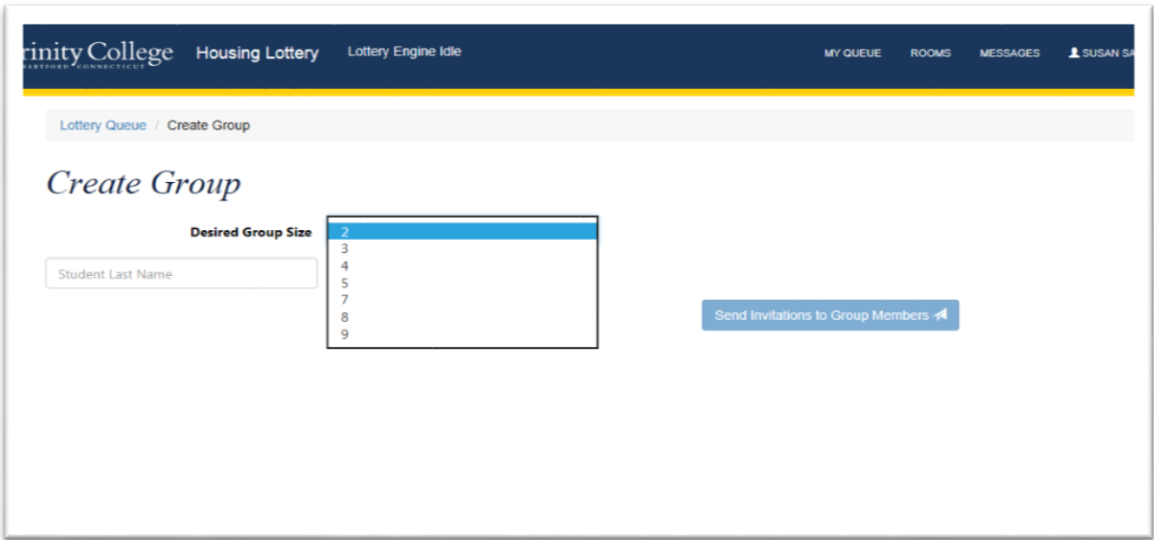 rinity College Housing Lottery Lottery Engine Idle MY QUEUE ROOMS MESSAGES SUSAN SA
HARTFORD CONNECTICUT
Lottery Queue / Create Group
Create Group
Desired Group Size
2
3
4
5
7
8
9
Student Last Name
Send Invitations to Group Members